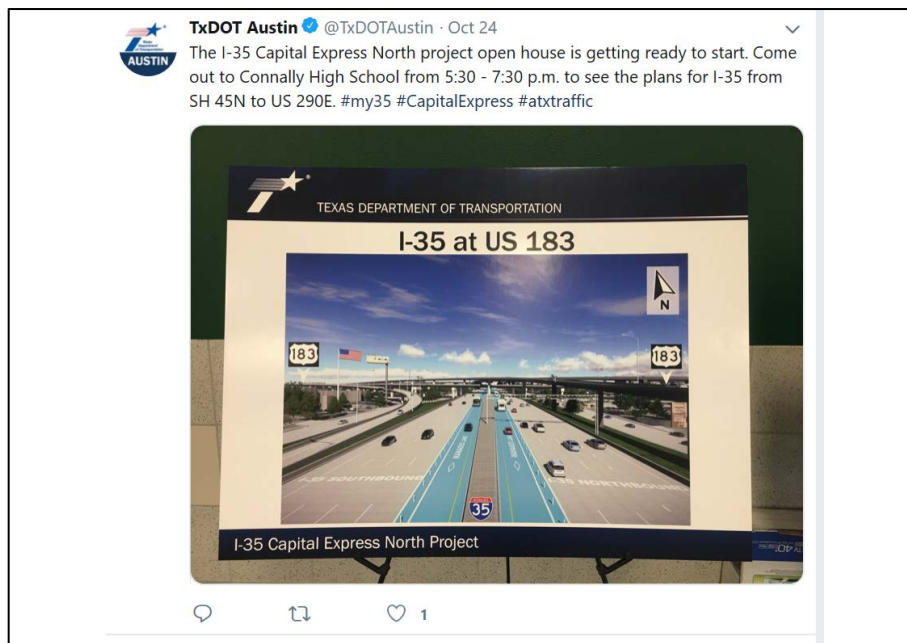 TxDOT Austin @TxDOTAustin · Oct 24
The I-35 Capital Express North project open house is getting ready to start. Come
out to Connally High School from 5:30 - 7:30 p.m. to see the plans for I-35 from
SH 45N to US 290E. #my35 #CapitalExpress #atxtraffic
AUSTIN
TEXAS DEPARTMENT OF TRANSPORTATION
I-35 at US 183
N
183
183
I-35 SOUTHBOUND
I-35 NORTHBOUND
35
I-35 Capital Express North Project
1